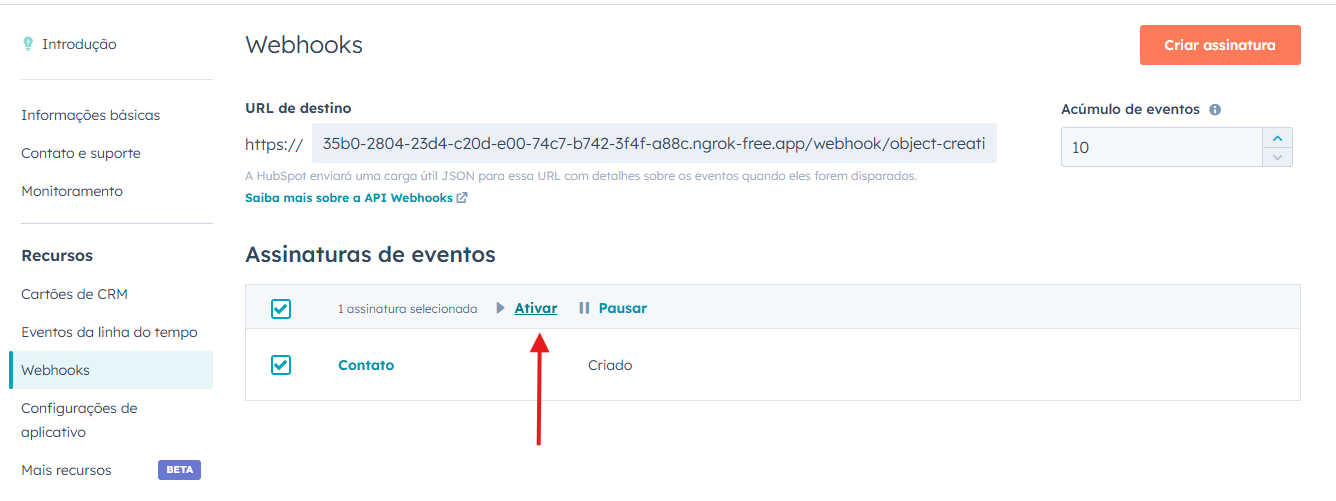 Introdução
Informações básicas
Contato e suporte
Monitoramento
Recursos
Cartões de CRM
Eventos da linha do tempo
Webhooks
Configurações de
aplicativo
Mais recursos BETA
Webhooks
Criar assinatura
URL de destino
https:// 35b0-2804-23d4-c20d-e00-74c7-b742-3f4f-a88c.ngrok-free.app/webhook/object-creati
A HubSpot enviará uma carga útil JSON para essa URL com detalhes sobre os eventos quando eles forem disparados.
Saiba mais sobre a API Webhooks
Acúmulo de eventos
10
Assinaturas de eventos
1 assinatura selecionada Ativar Pausar
Contato Criado